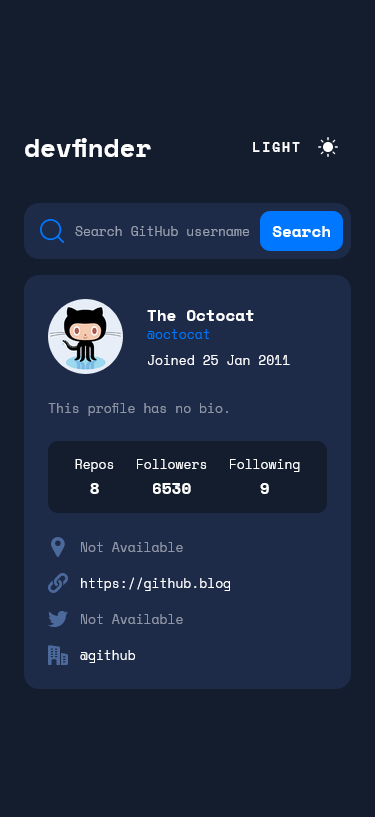 devfinder
LIGHT
Search GitHub username
Search
The Octocat
@octocat
Joined 25 Jan 2011
This profile has no bio.
Repos Followers Following
8 6530 9
Not Available
https://github.blog
Not Available
@github